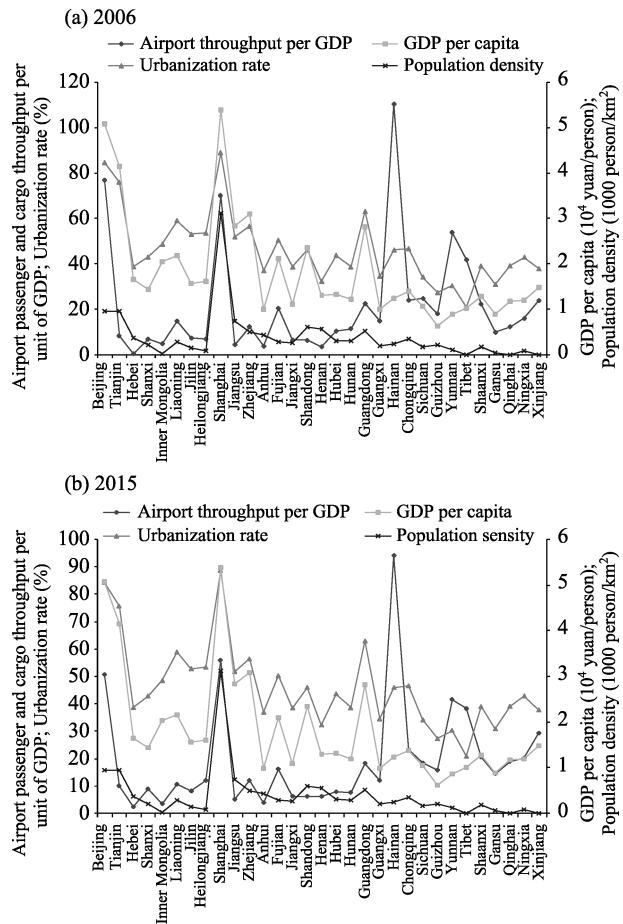 (a) 2006
Airport throughput per GDP
GDP per capita
Urbanization rate
Population density
Airport passenger and cargo throughput per
unit of GDP; Urbanization rate (%)
120
100
80
60
40
20
0
6
5
4
3
2
1
0
GDP per capita (10⁴ yuan/person);
Population density (1000 person/km²)
Beijing
Tianjin
Hebei
Shanxi
Inner Mongolia
Liaoning
Jilin
Heilongjiang
Shanghai
Jiangsu
Zhejiang
Anhui
Fujian
Jiangxi
Shandong
Henan
Hubei
Hunan
Guangdong
Guangxi
Hainan
Chongqing
Sichuan
Guizhou
Yunnan
Tibet
Shaanxi
Gansu
Qinghai
Ningxia
Xinjiang
(b) 2015
Airport throughput per GDP
GDP per capita
Urbanization rate
Population sensity
Airport passenger and cargo throughput per
unit of GDP; Urbanization rate (%)
100
90
80
70
60
50
40
30
20
10
0
6
5
4
3
2
1
0
GDP per capita (10⁴ yuan/person);
Population density (1000 person/km²)
Beijing
Tianjin
Hebei
Shanxi
Inner Mongolia
Liaoning
Jilin
Heilongjiang
Shanghai
Jiangsu
Zhejiang
Anhui
Fujian
Jiangxi
Shandong
Henan
Hubei
Hunan
Guangdong
Guangxi
Hainan
Chongqing
Sichuan
Guizhou
Yunnan
Tibet
Shaanxi
Gansu
Qinghai
Ningxia
Xinjiang